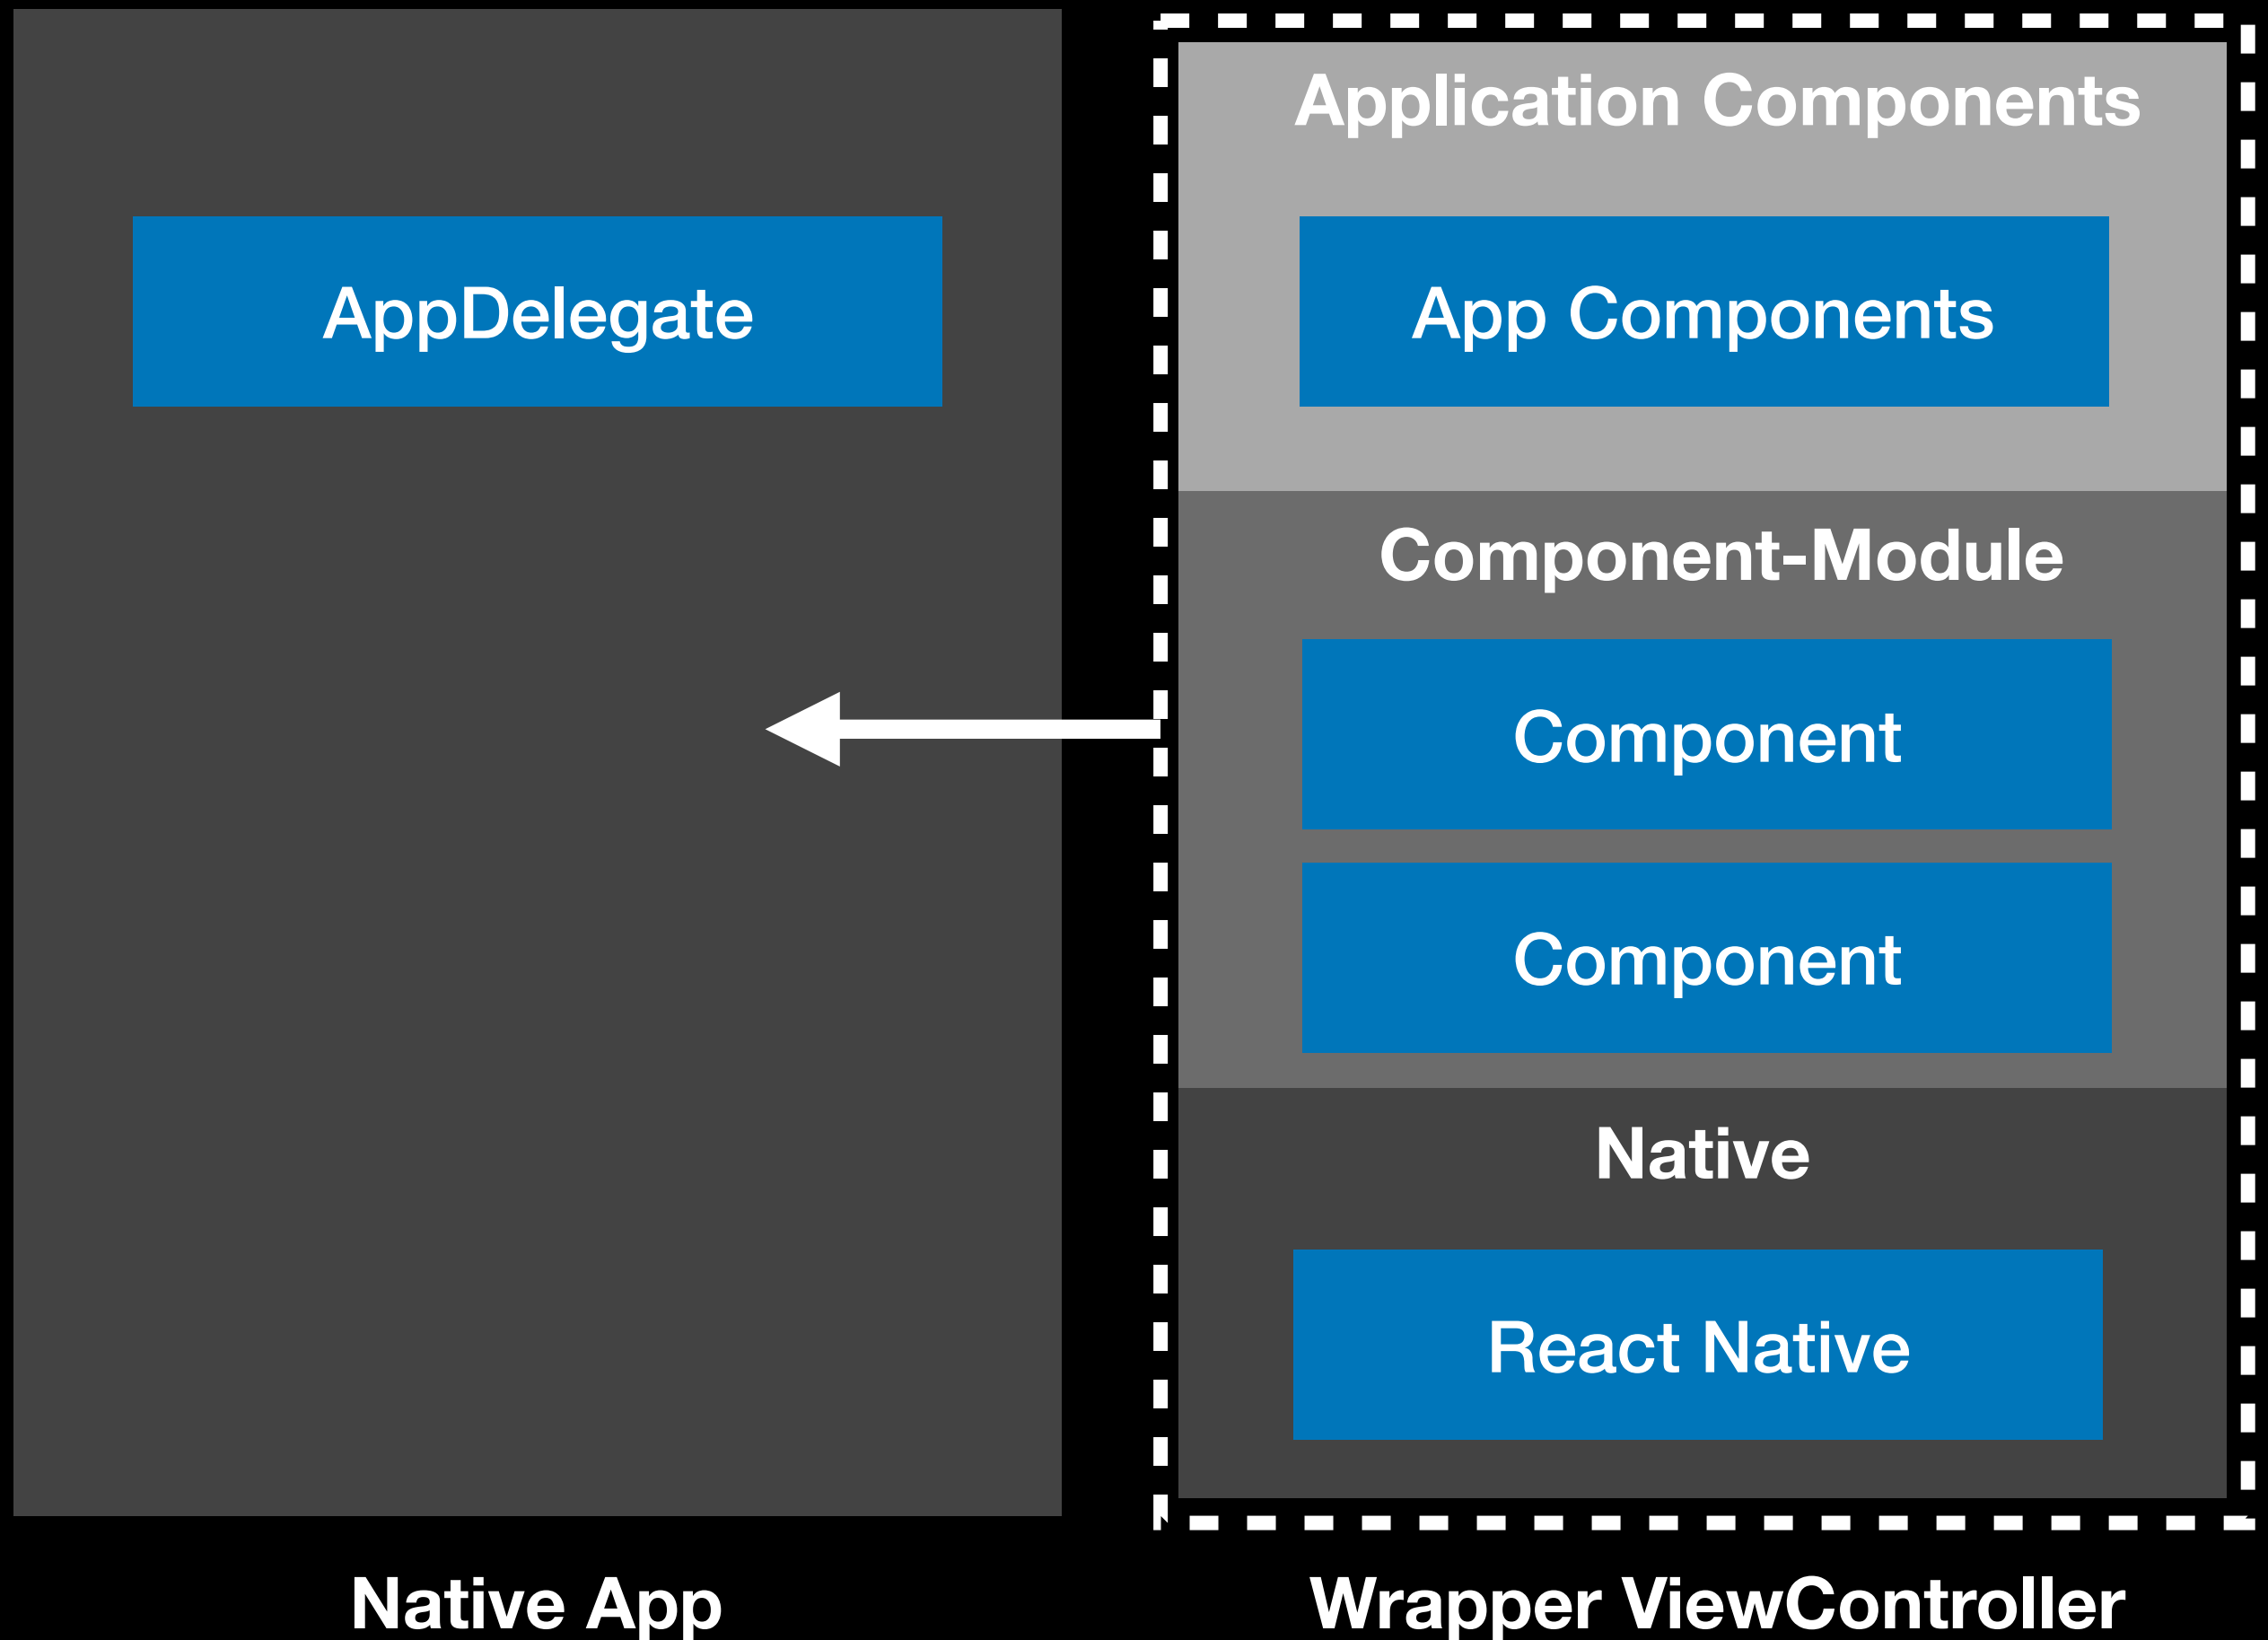 AppDelegate
Native App
Application Components
App Components
Component-Module
Component
Component
Native
React Native
Wrapper ViewController